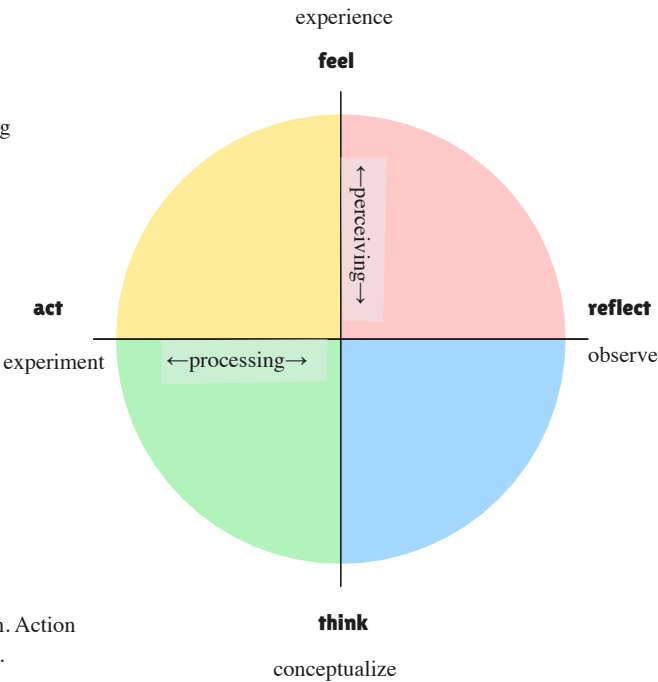 experience
feel
g
←perceiving→
act
reflect
experiment
observe
←processing→
think
n. Action
.
conceptualize